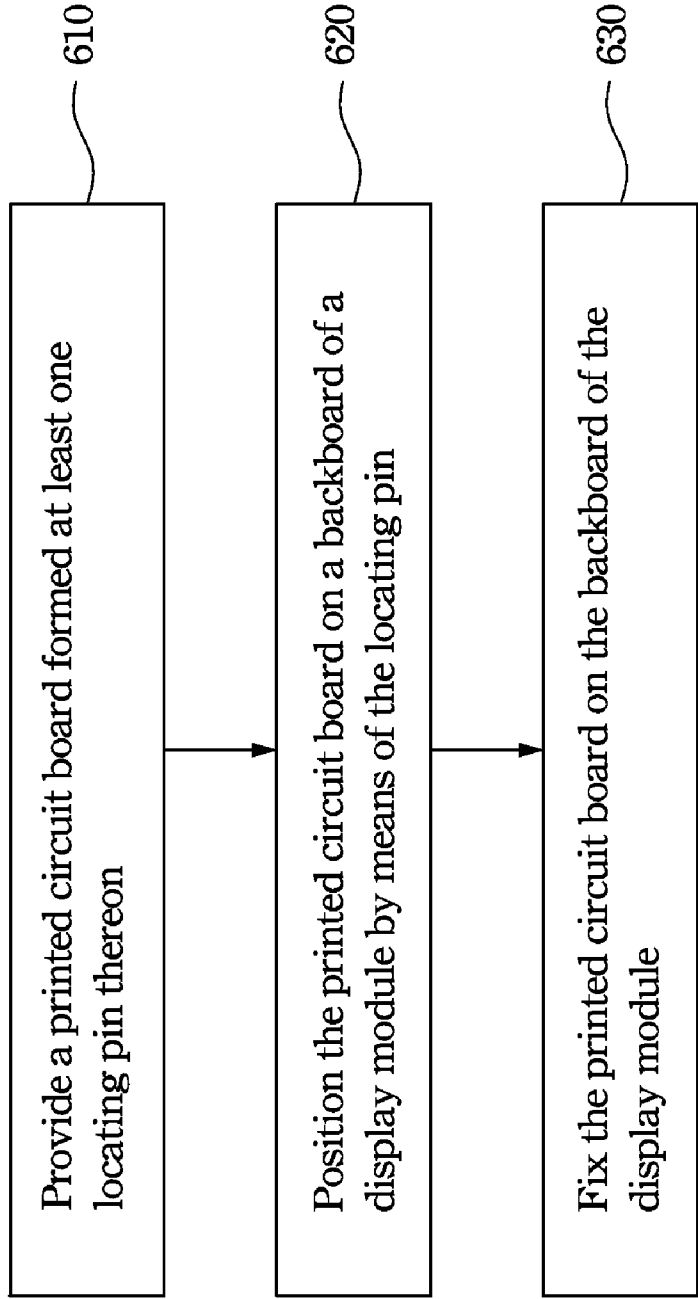 Provide a printed circuit board formed at least one
locating pin thereon
610
Position the printed circuit board on a backboard of a
display module by means of the locating pin
620
Fix the printed circuit board on the backboard of the
display module
630